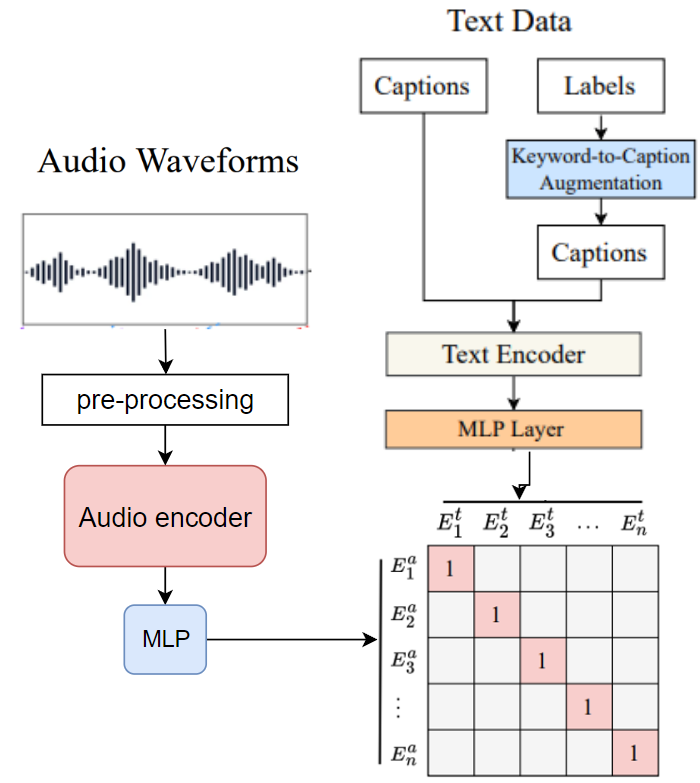 Text Data
Captions
Labels
Keyword-to-Caption
Augmentation
Captions
Text Encoder
MLP Layer
Audio Waveforms
pre-processing
Audio encoder
MLP
E₁ᵗ E₂ᵗ E₃ᵗ … Eₙᵗ
E₁ᵃ 1
E₂ᵃ 1
E₃ᵃ 1
⋮ 1
Eₙᵃ 1